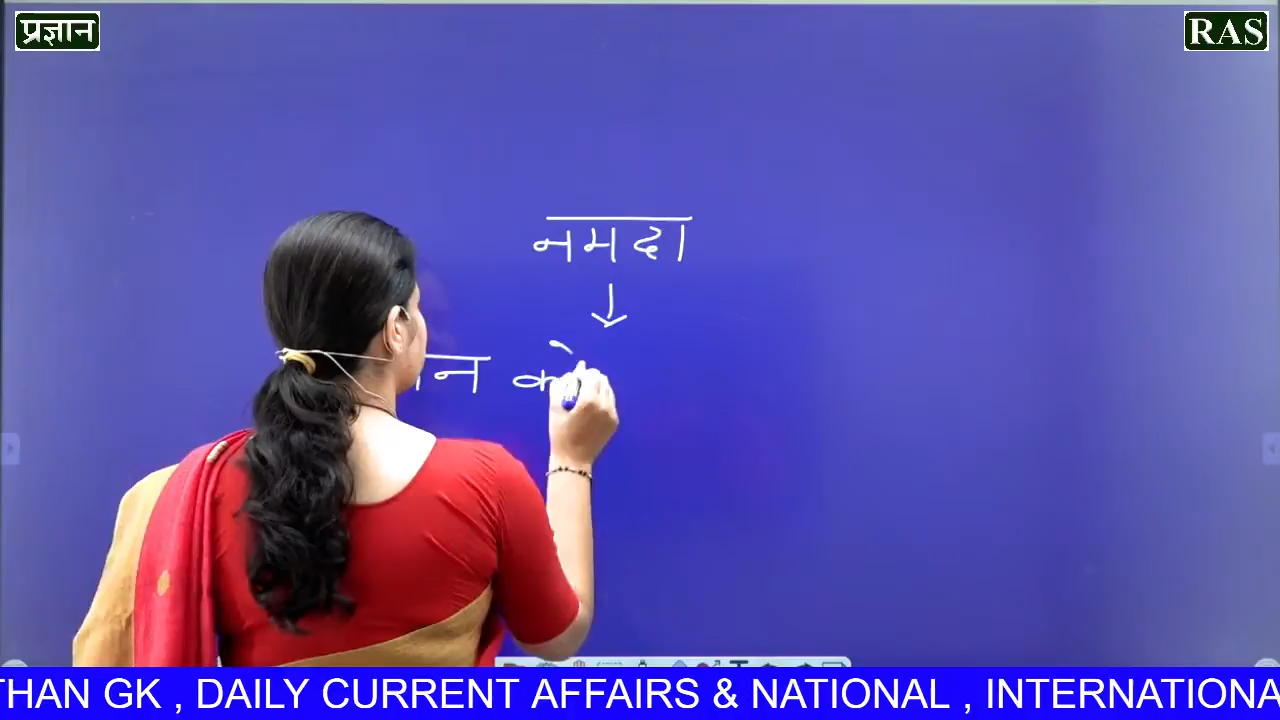 प्रज्ञान
RAS
नमदा
THAN GK , DAILY CURRENT AFFAIRS & NATIONAL , INTERNATIONA